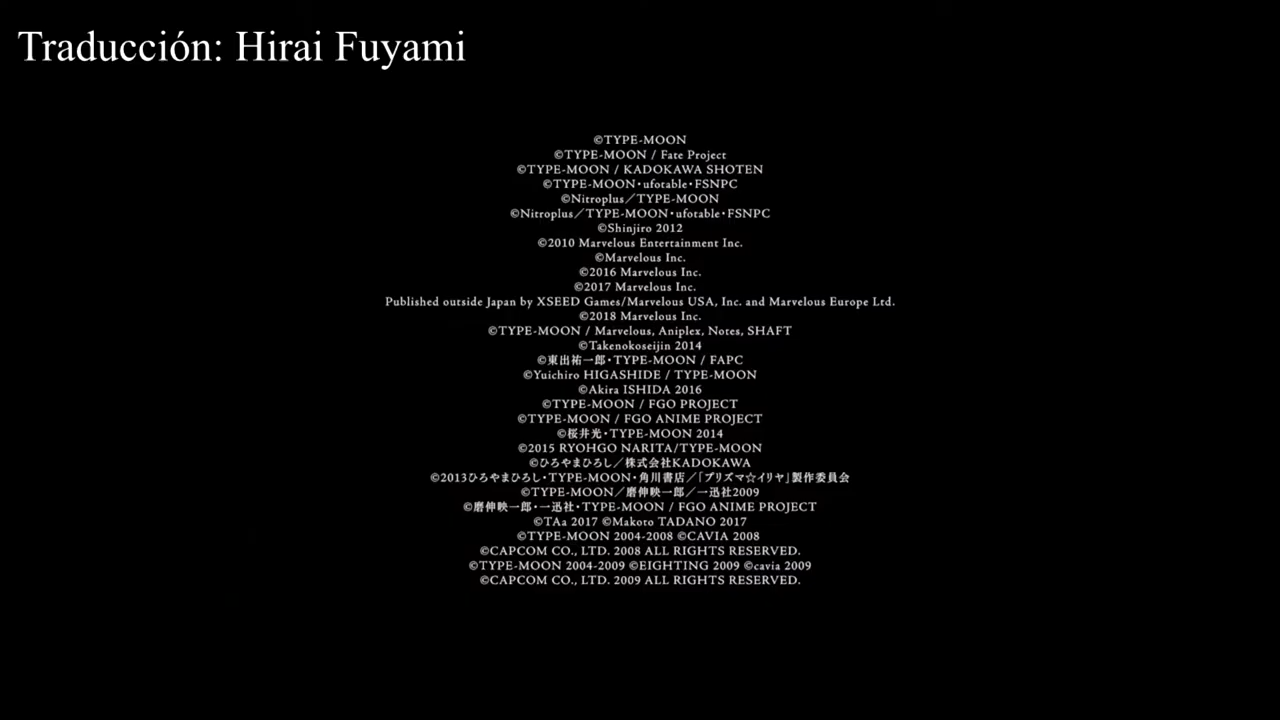 Traducción: Hirai Fuyami
©TYPE-MOON
©TYPE-MOON / Fate Project
©TYPE-MOON / KADOKAWA SHOTEN
©TYPE-MOON・ufotable・FSNPC
©Nitroplus／TYPE-MOON
©Nitroplus／TYPE-MOON・ufotable・FSNPC
©Shinjiro 2012
©2010 Marvelous Entertainment Inc.
©Marvelous Inc.
©2016 Marvelous Inc.
©2017 Marvelous Inc.
Published outside Japan by XSEED Games/Marvelous USA, Inc. and Marvelous Europe Ltd.
©2018 Marvelous Inc.
©TYPE-MOON / Marvelous, Aniplex, Notes, SHAFT
©Takenokoseijin 2014
©東出祐一郎・TYPE-MOON / FAPC
©Yuichiro HIGASHIDE / TYPE-MOON
©Akira ISHIDA 2016
©TYPE-MOON / FGO PROJECT
©TYPE-MOON / FGO ANIME PROJECT
©桜井光・TYPE-MOON 2014
©2015 RYOHGO NARITA/TYPE-MOON
©ひろやまひろし／株式会社KADOKAWA
©2013ひろやまひろし・TYPE-MOON・角川書店／「プリズマ☆イリヤ」製作委員会
©TYPE-MOON／磨伸映一郎／一迅社2009
©磨伸映一郎・一迅社・TYPE-MOON / FGO ANIME PROJECT
©TAa 2017 ©Makoto TADANO 2017
©TYPE-MOON 2004-2008 ©CAVIA 2008
©CAPCOM CO., LTD. 2008 ALL RIGHTS RESERVED.
©TYPE-MOON 2004-2009 ©EIGHTING 2009 ©cavia 2009
©CAPCOM CO., LTD. 2009 ALL RIGHTS RESERVED.